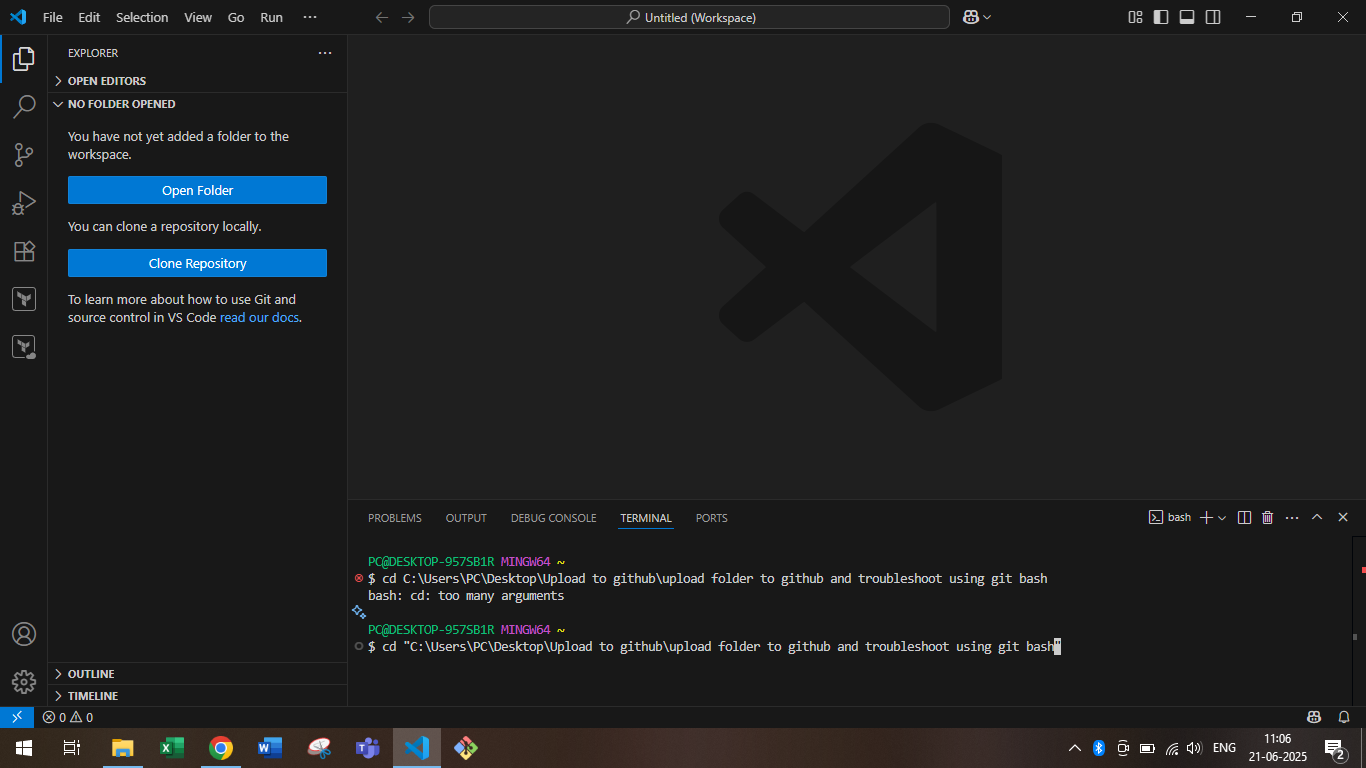 File Edit Selection View Go Run ···
Untitled (Workspace)
EXPLORER
OPEN EDITORS
NO FOLDER OPENED
You have not yet added a folder to the
workspace.
Open Folder
You can clone a repository locally.
Clone Repository
To learn more about how to use Git and
source control in VS Code read our docs.
OUTLINE
TIMELINE
PROBLEMS OUTPUT DEBUG CONSOLE TERMINAL PORTS
bash
PC@DESKTOP-957SB1R MINGW64 ~
$ cd C:\Users\PC\Desktop\Upload to github\upload folder to github and troubleshoot using git bash
bash: cd: too many arguments
PC@DESKTOP-957SB1R MINGW64 ~
$ cd "C:\Users\PC\Desktop\Upload to github\upload folder to github and troubleshoot using git bash"
0 0
ENG
11:06
21-06-2025
2